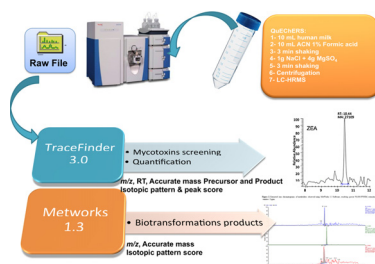 Raw File
QuEChERS:
1- 10 mL human milk
2- 10 mL ACN 1% Formic acid
3- 3 min shaking
4- 1g NaCl + 4g MgSO4
5- 3 min shaking
6- Centrifugation
7- LC-HRMS
TraceFinder
3.0
• Mycotoxins screening
• Quantification
m/z, RT, Accurate mass Precursor and Product
Isotopic pattern & peak score
ZEA
Metworks
1.3
• Biotransformations products
m/z, Accurate mass
Isotopic pattern score